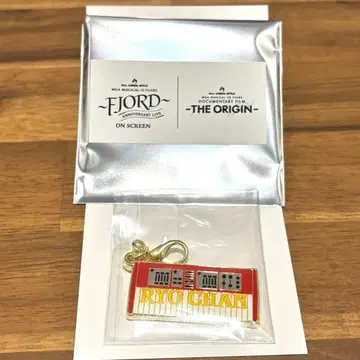 MRS. GREEN APPLE
MGA MAGICAL 10 YEARS
~FJORD~
ANNIVERSARY LIVE
ON SCREEN
MRS. GREEN APPLE
MGA MAGICAL 10 YEARS
DOCUMENTARY FILM
~THE ORIGIN~
RYO CHAN